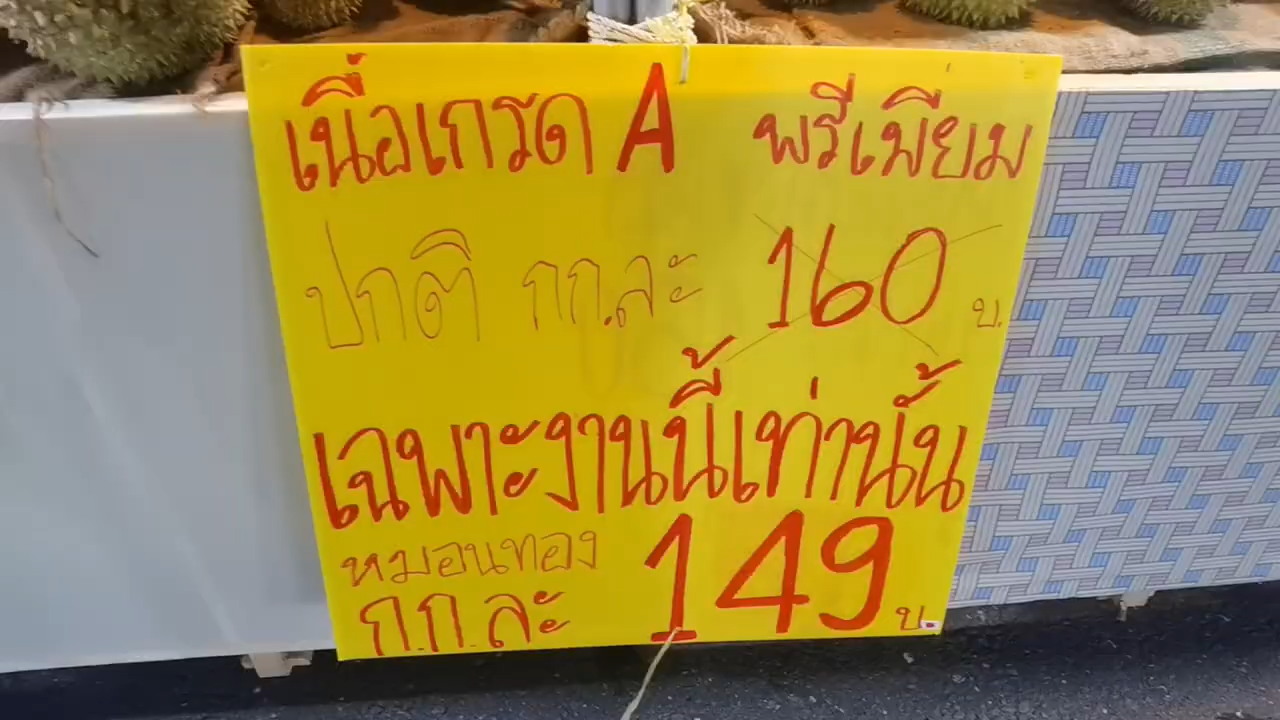 เนื้อเกรด A พรีเมี่ยม
ปกติ กก.ละ 160 บ.
เฉพาะงานนี้เท่านั้น
หมอนทอง
ก.ก.ละ 149 บ.